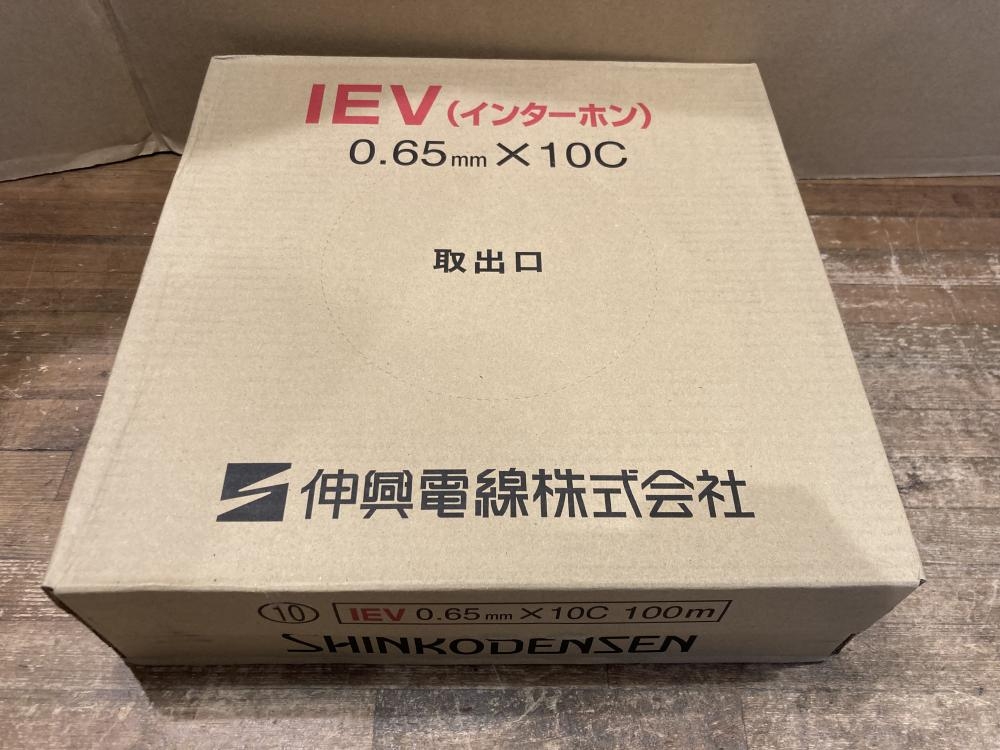 IEV(インターホン)
0.65mm×10C
取出口
伸興電線株式会社
⑩ IEV 0.65mm×10C 100m
SHINKODENSEN